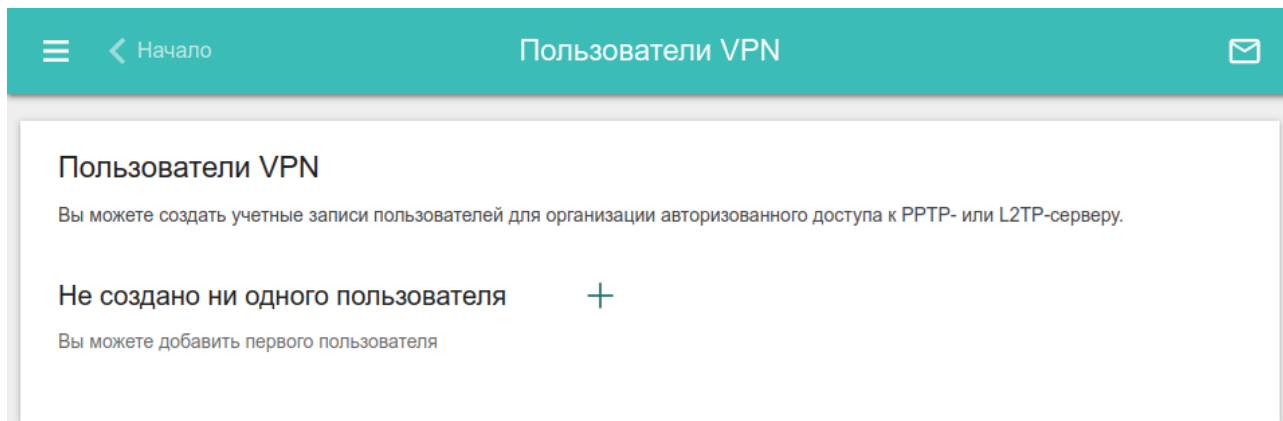 Начало
Пользователи VPN
Пользователи VPN
Вы можете создать учетные записи пользователей для организации авторизованного доступа к PPTP- или L2TP-серверу.
Не создано ни одного пользователя
Вы можете добавить первого пользователя